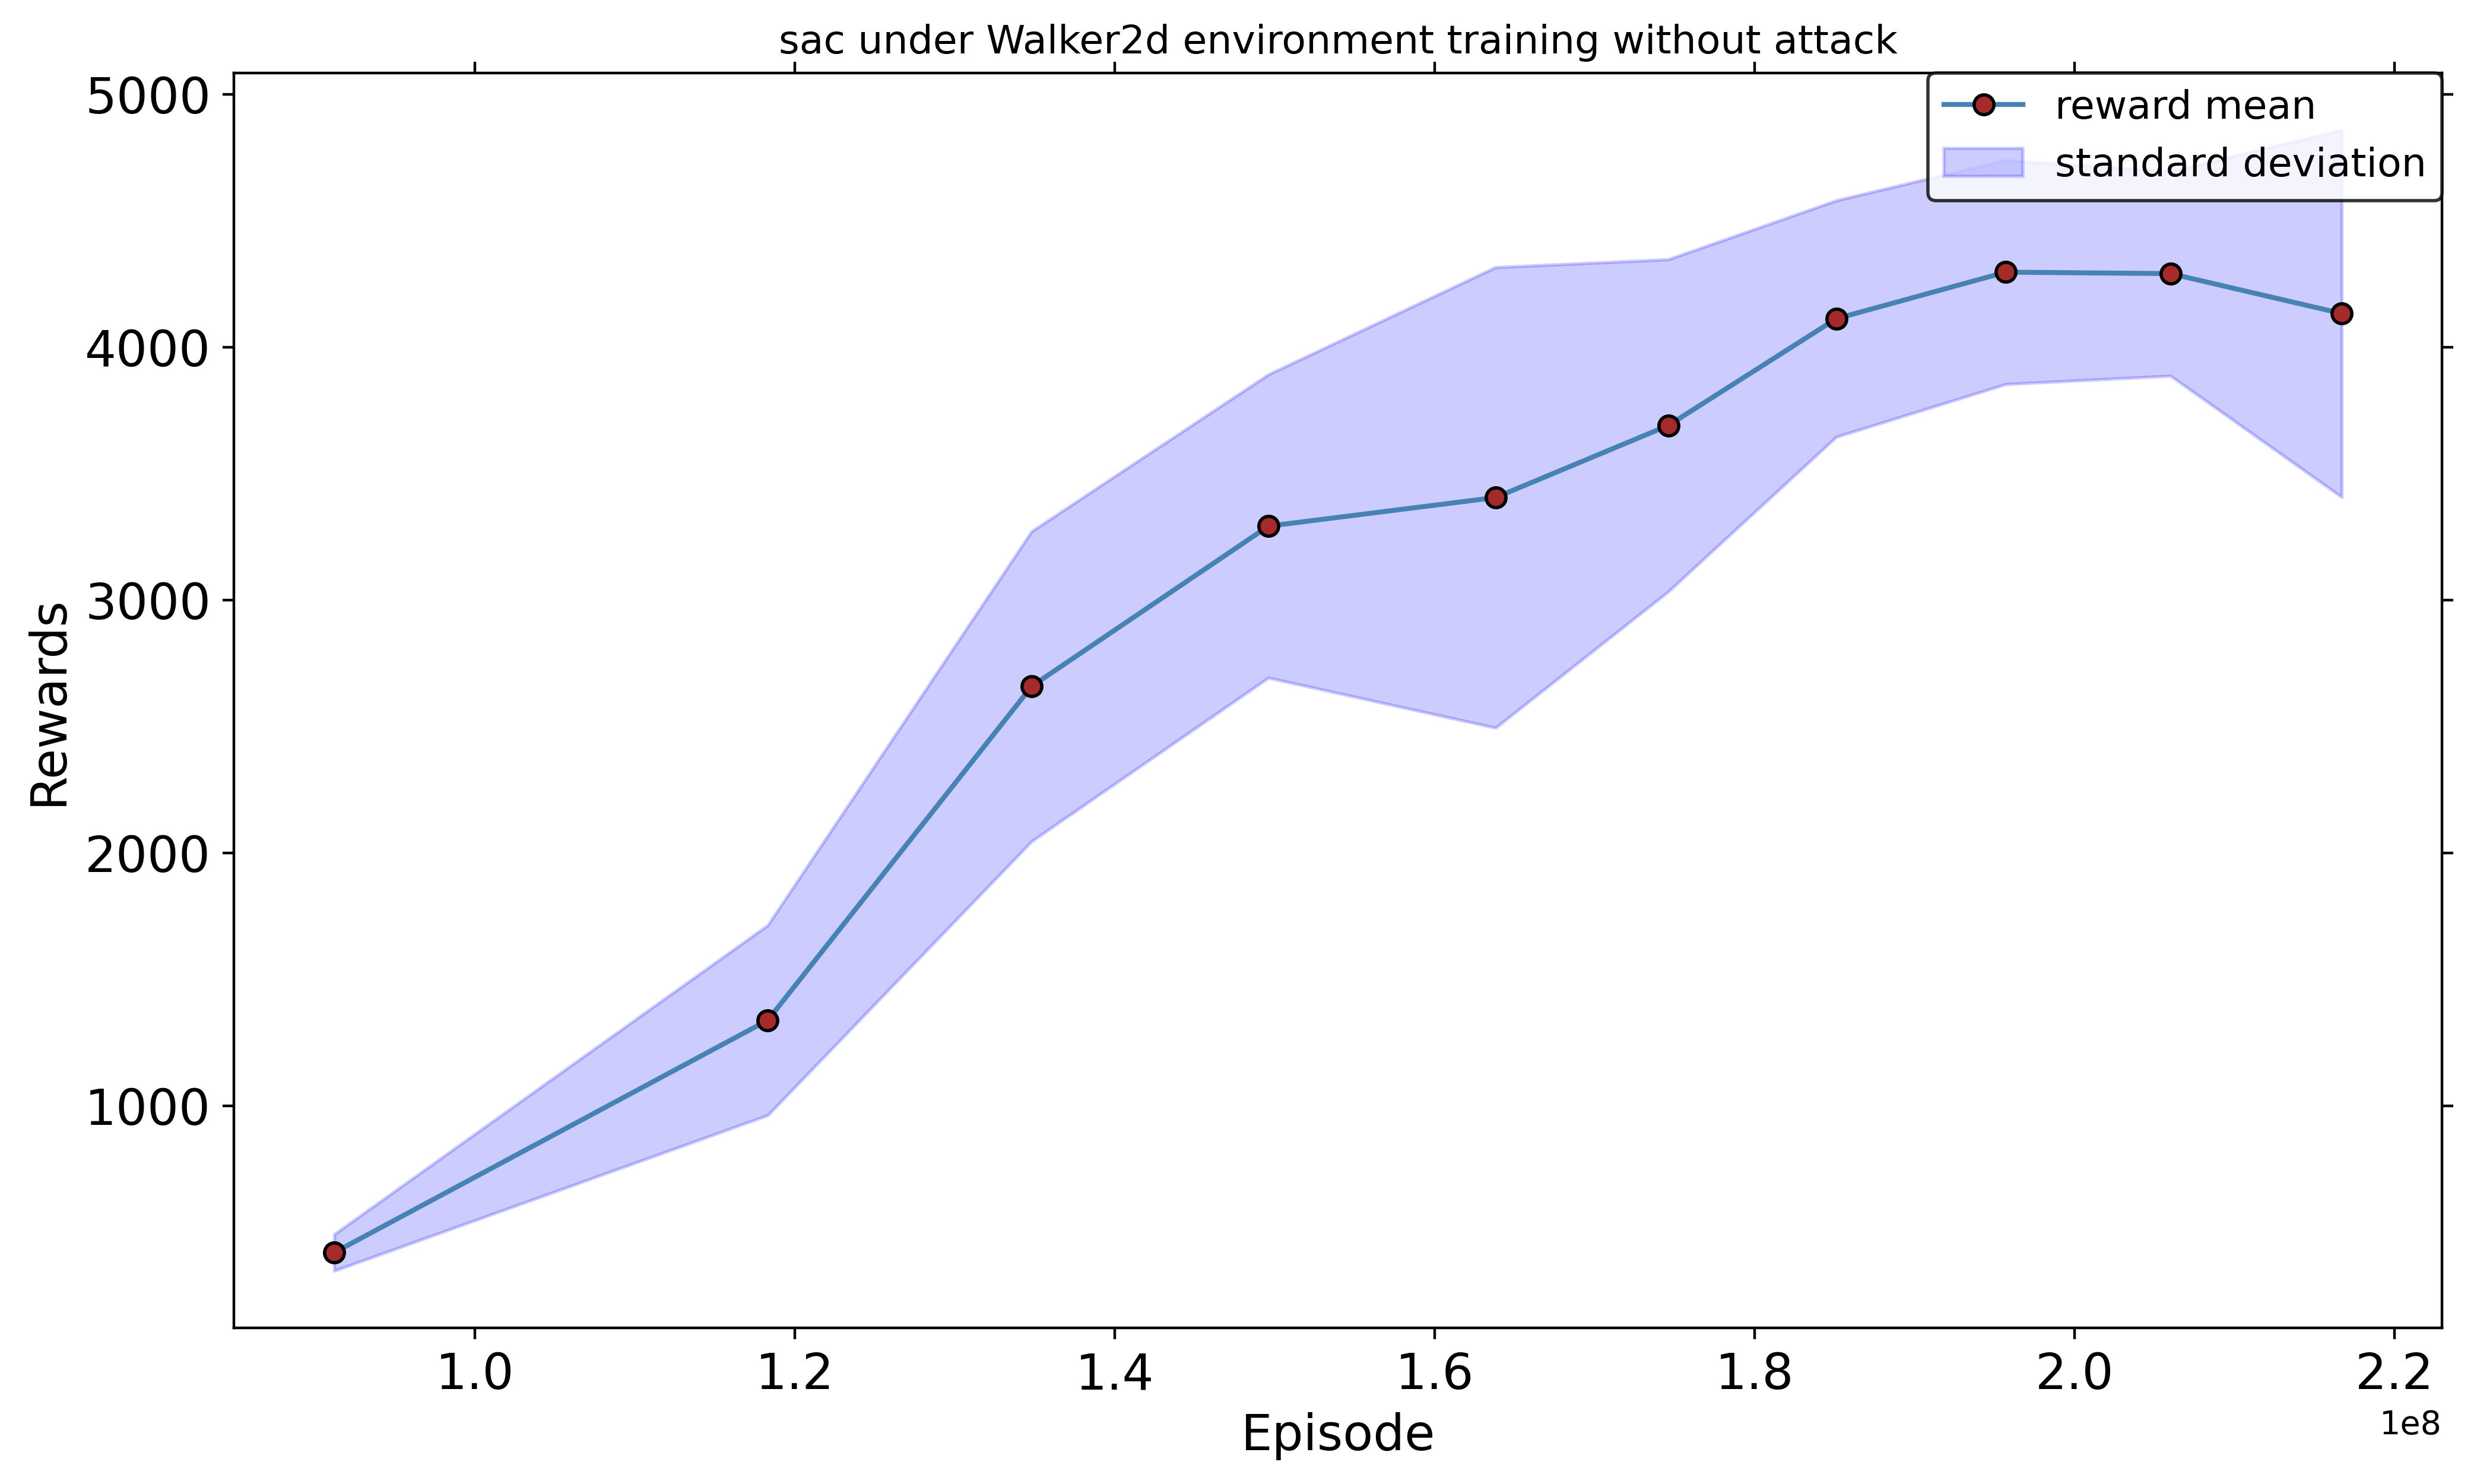 sac under Walker2d environment training without attack
reward mean
standard deviation
5000
4000
3000
2000
1000
Rewards
1.0 1.2 1.4 1.6 1.8 2.0 2.2
1e8
Episode